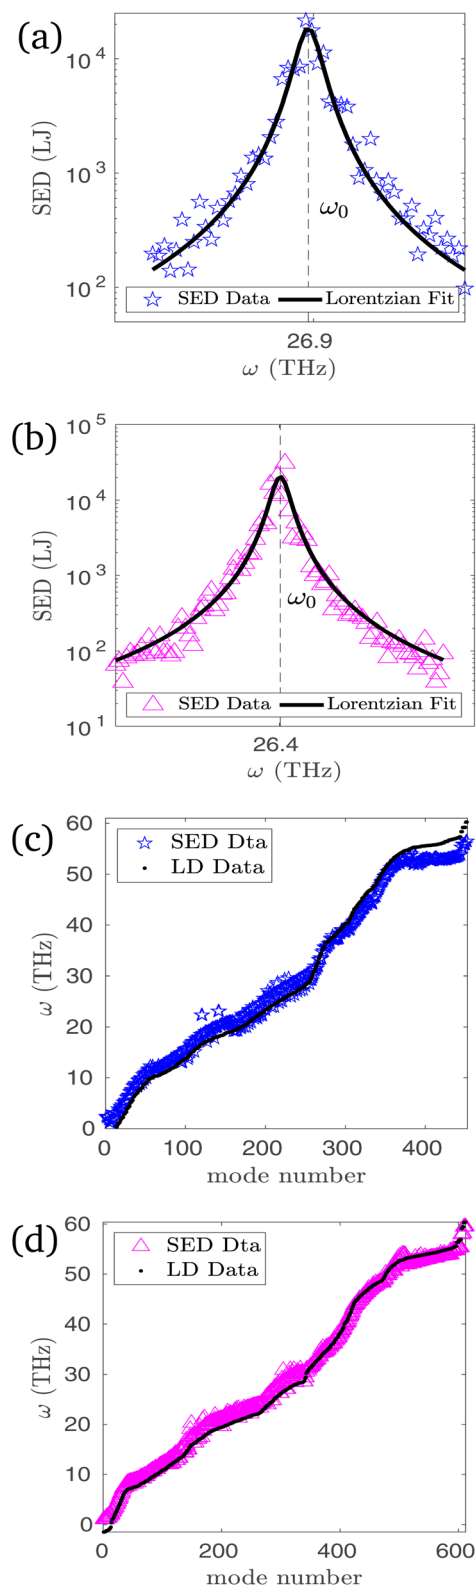 (a)
10^4
10^3
10^2
SED (LJ)
ω_0
SED Data Lorentzian Fit
26.9
ω (THz)
(b)
10^5
10^4
10^3
10^2
10^1
SED (LJ)
ω_0
SED Data Lorentzian Fit
26.4
ω (THz)
(c)
60
50
40
30
20
10
0
ω (THz)
SED Dta
LD Data
0 100 200 300 400
mode number
(d)
60
50
40
30
20
10
0
ω (THz)
SED Dta
LD Data
0 200 400 600
mode number